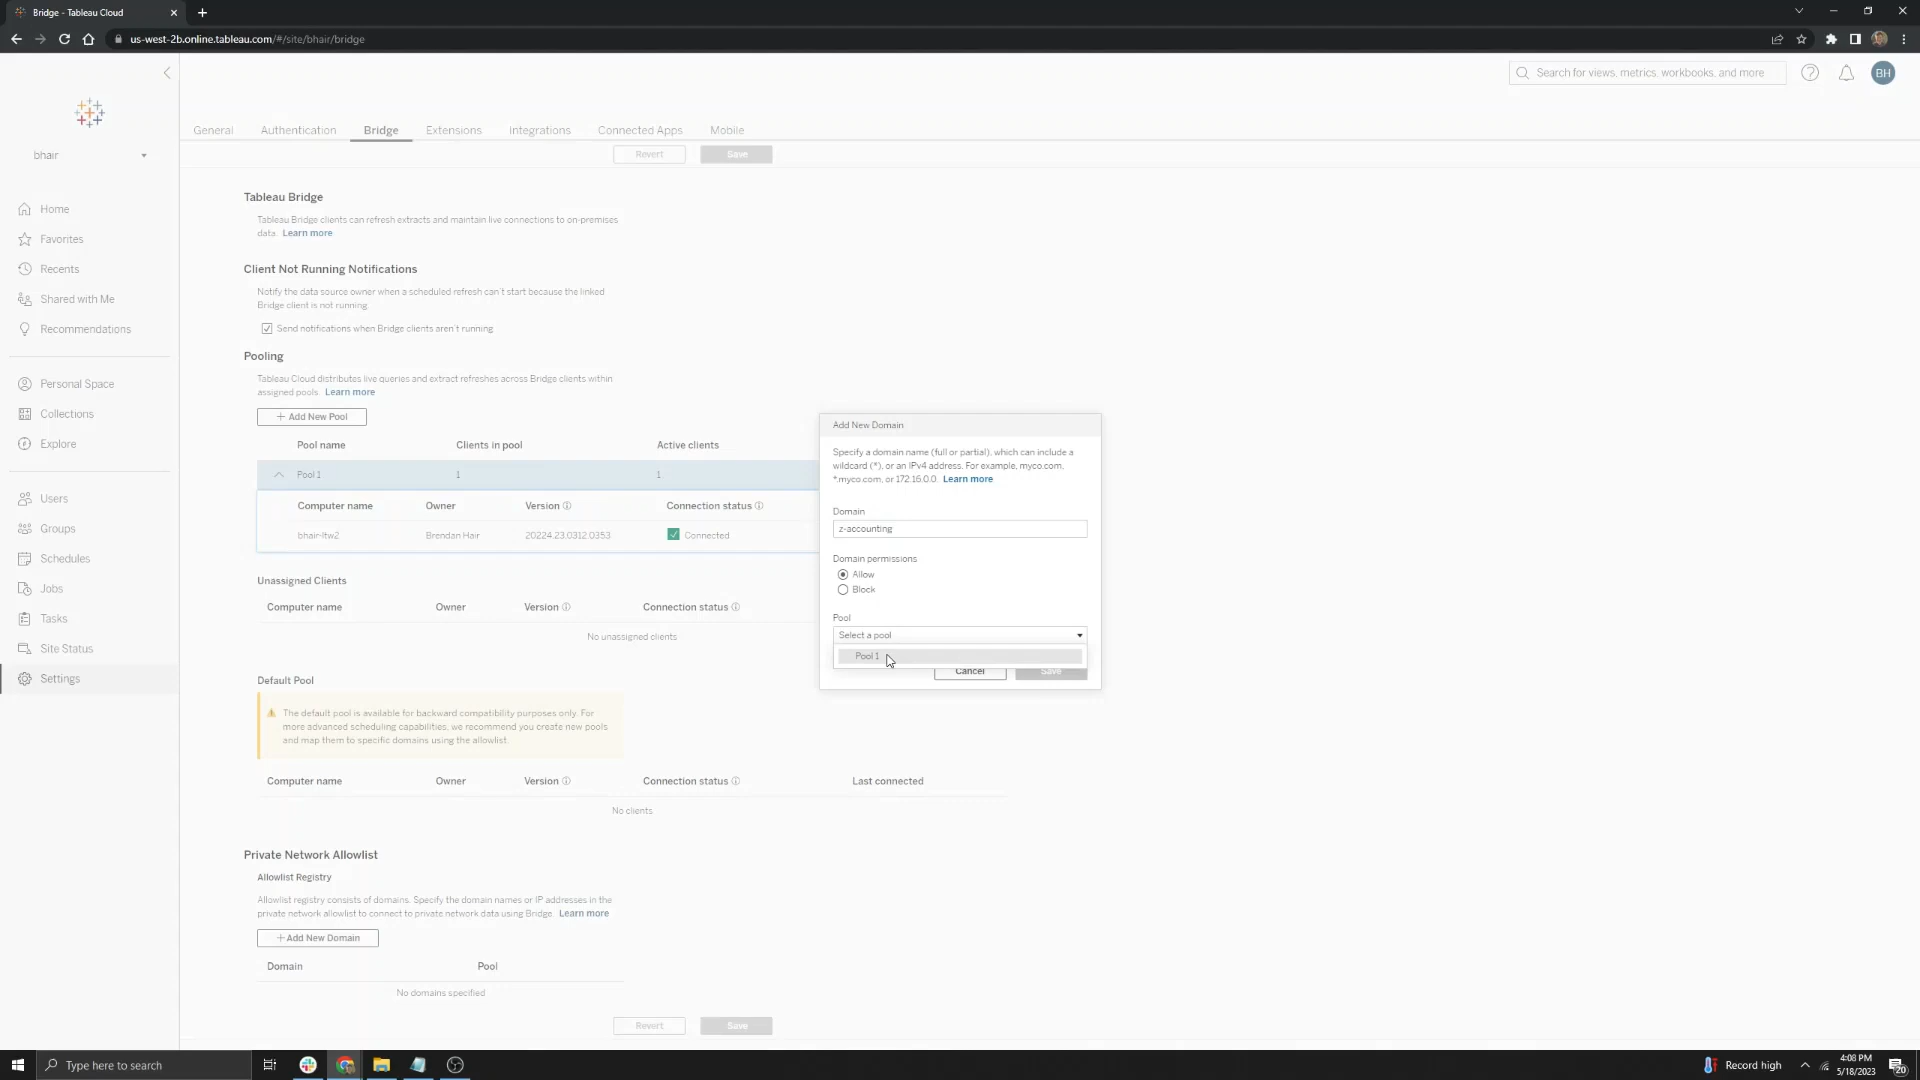 Bridge - Tableau Cloud
us-west-2b.online.tableau.com/#/site/bhair/bridge
Search for views, metrics, workbooks, and more
BH
General
Authentication
Bridge
Extensions
Integrations
Connected Apps
Mobile
Revert
Save
bhair
Home
Favorites
Recents
Shared with Me
Recommendations
Personal Space
Collections
Explore
Users
Groups
Schedules
Jobs
Tasks
Site Status
Settings
Tableau Bridge
Tableau Bridge clients can refresh extracts and maintain live connections to on-premises
data. Learn more
Client Not Running Notifications
Notify the data source owner when a scheduled refresh can't start because the linked
Bridge client is not running.
Send notifications when Bridge clients aren't running
Pooling
Tableau Cloud distributes live queries and extract refreshes across Bridge clients within
assigned pools. Learn more
+ Add New Pool
Pool name
Clients in pool
Active clients
Pool 1
1
1
Computer name
Owner
Version
Connection status
bhair-ltw2
Brendan Hair
20224.23.0312.0353
Connected
Unassigned Clients
Computer name
Owner
Version
Connection status
No unassigned clients
Default Pool
The default pool is available for backward compatibility purposes only. For
more advanced scheduling capabilities, we recommend you create new pools
and map them to specific domains using the allowlist.
Computer name
Owner
Version
Connection status
Last connected
No clients
Private Network Allowlist
Allowlist Registry
Allowlist registry consists of domains. Specify the domain names or IP addresses in the
private network allowlist to connect to private network data using Bridge. Learn more
+ Add New Domain
Domain
Pool
No domains specified
Revert
Save
Add New Domain
Specify a domain name (full or partial), which can include a
wildcard (*), or an IPv4 address. For example, myco.com,
*.myco.com, or 172.16.0.0. Learn more
Domain
z-accounting
Domain permissions
Allow
Block
Pool
Select a pool
Pool 1
Cancel
Save
Type here to search
Record high
4:08 PM
5/18/2023
20